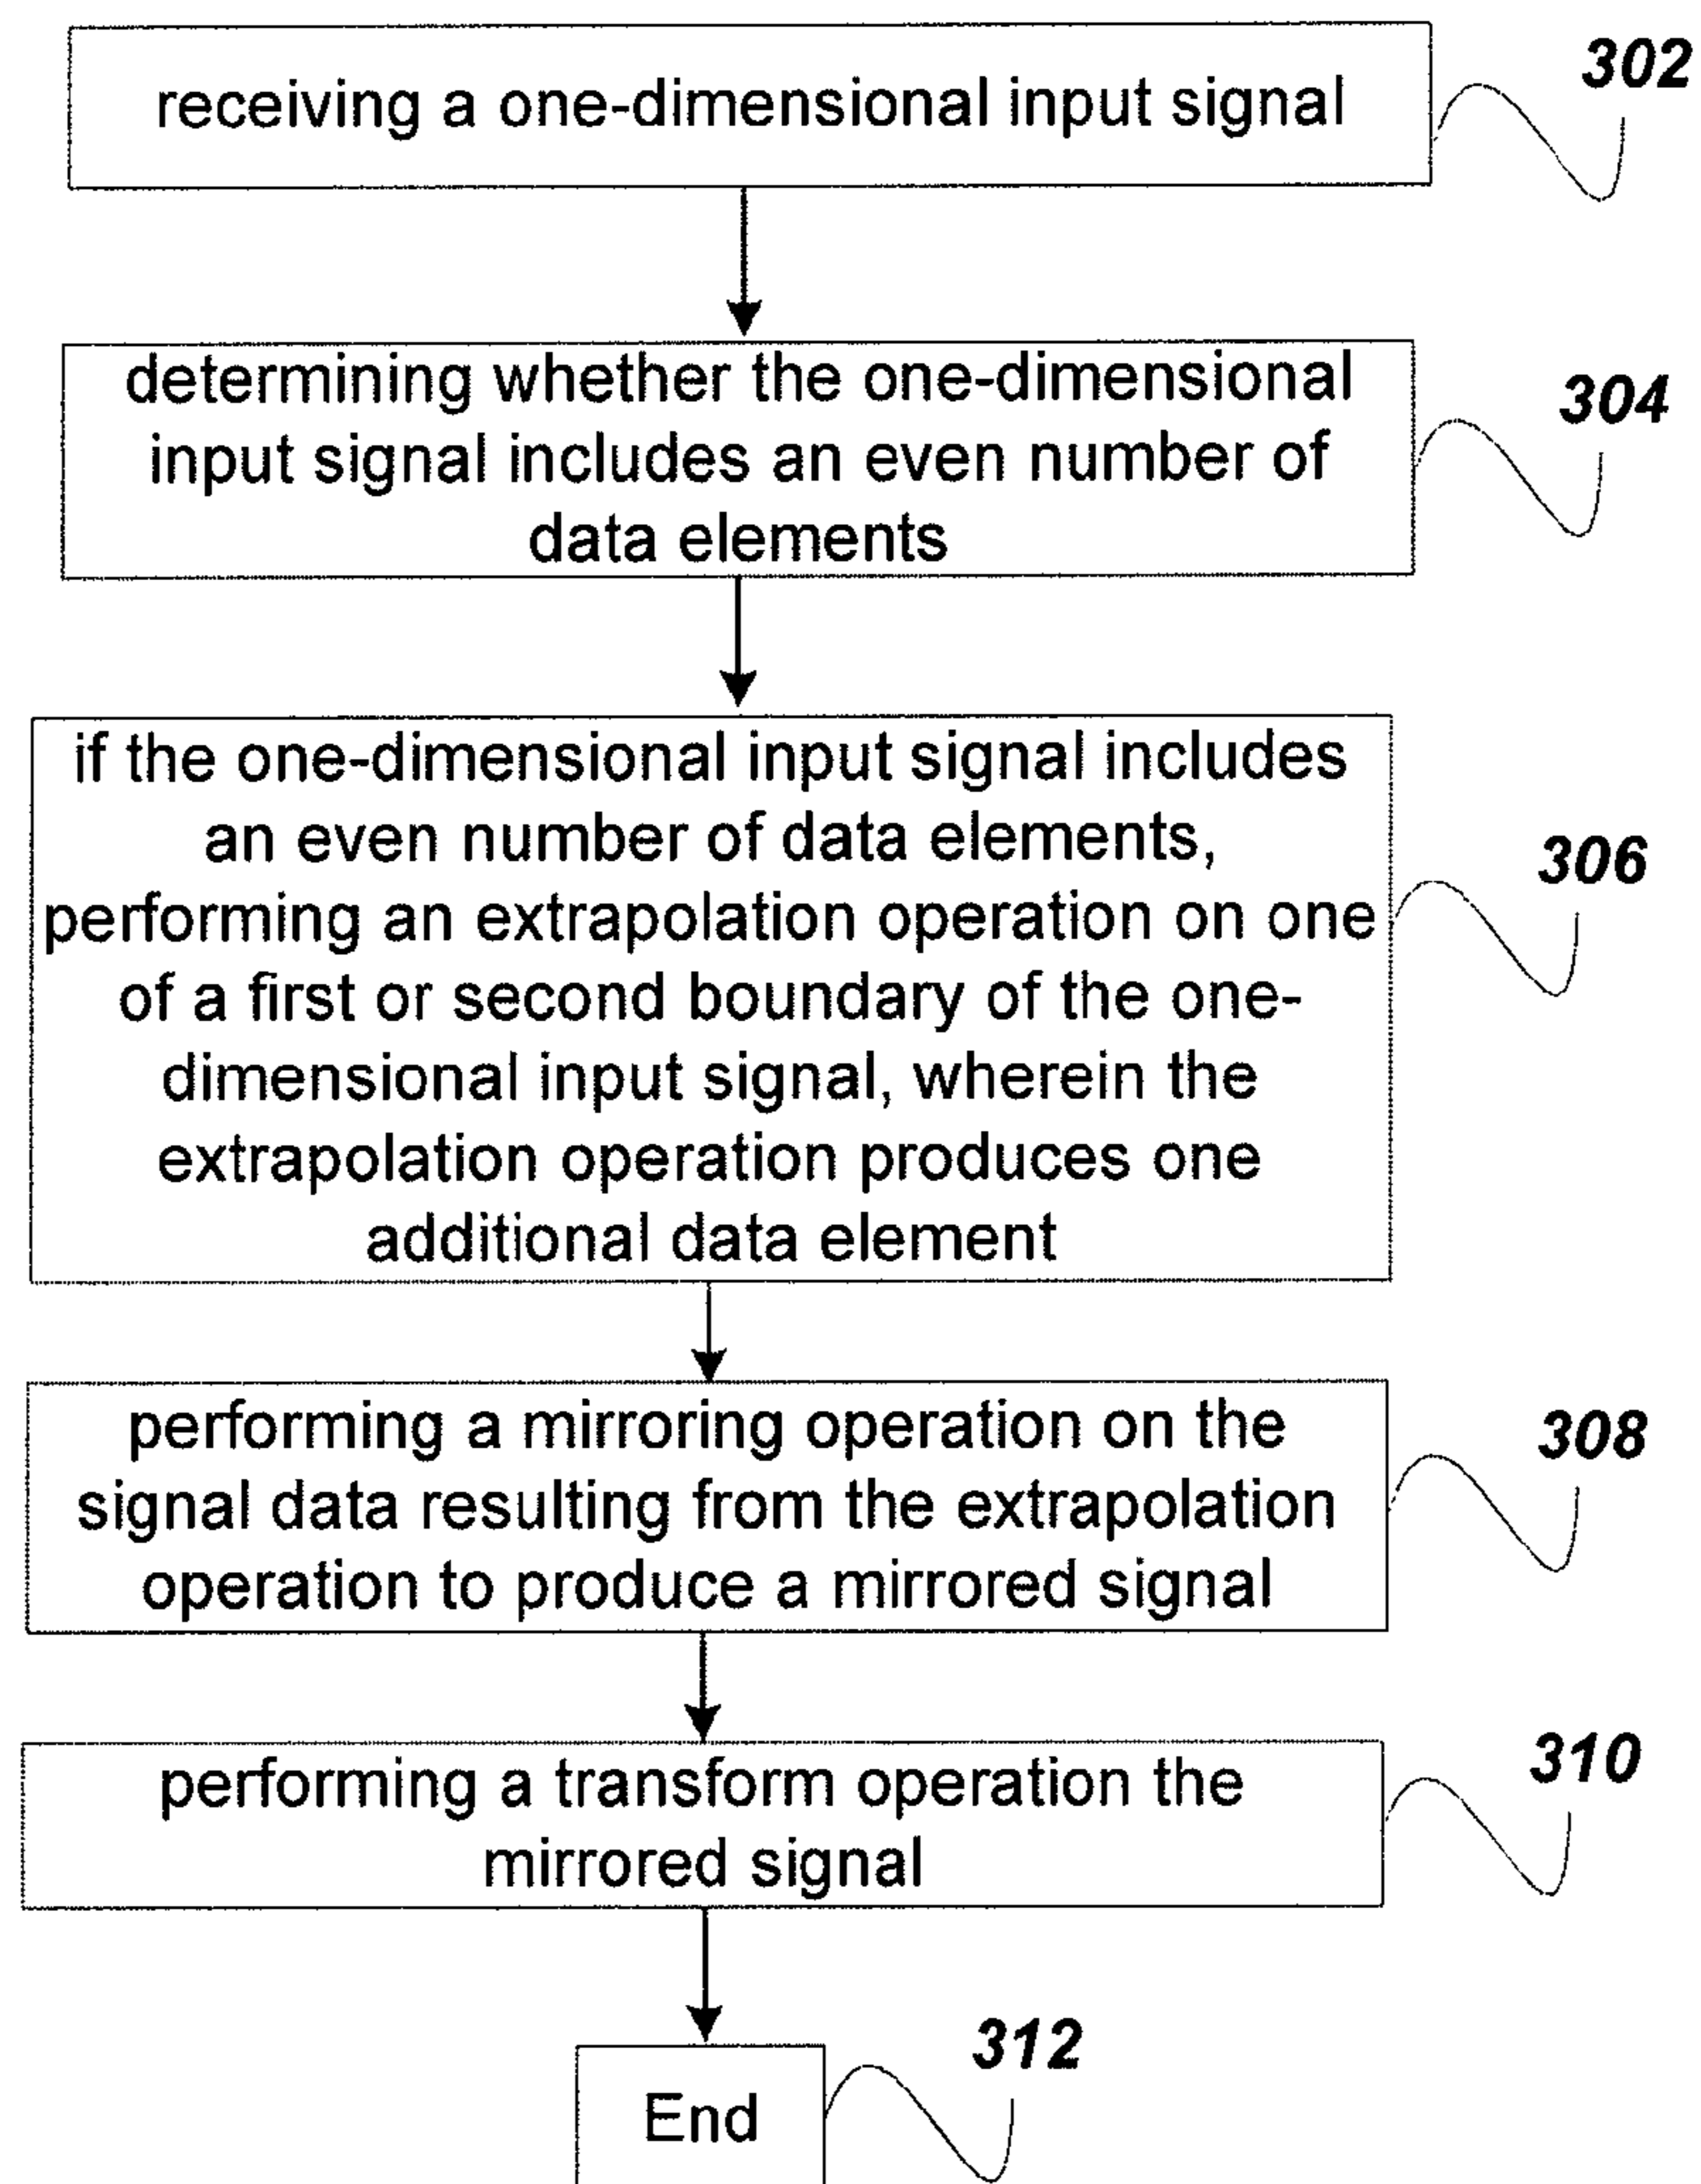 receiving a one-dimensional input signal
302
determining whether the one-dimensional
input signal includes an even number of
data elements
304
if the one-dimensional input signal includes
an even number of data elements,
performing an extrapolation operation on one
of a first or second boundary of the one-
dimensional input signal, wherein the
extrapolation operation produces one
additional data element
306
performing a mirroring operation on the
signal data resulting from the extrapolation
operation to produce a mirrored signal
308
performing a transform operation the
mirrored signal
310
End
312